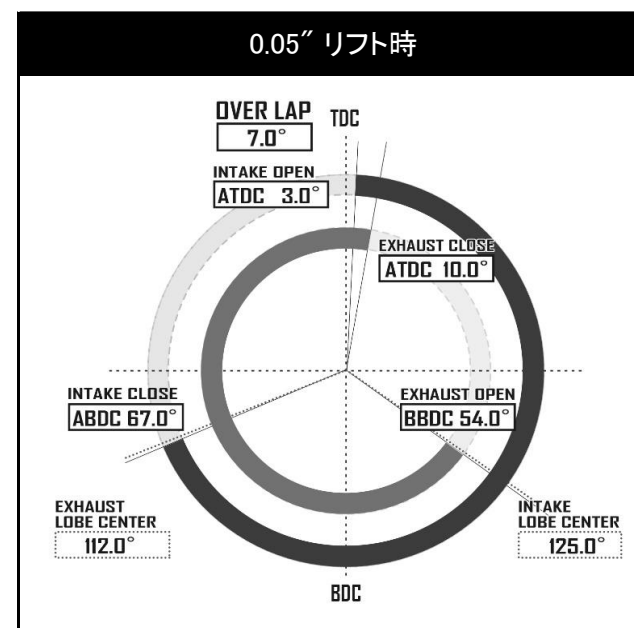 0.05″ リフト時
OVER LAP
7.0°
TDC
INTAKE OPEN
ATDC 3.0°
EXHAUST CLOSE
ATDC 10.0°
INTAKE CLOSE
ABDC 67.0°
EXHAUST OPEN
BBDC 54.0°
EXHAUST
LOBE CENTER
112.0°
INTAKE
LOBE CENTER
125.0°
BDC